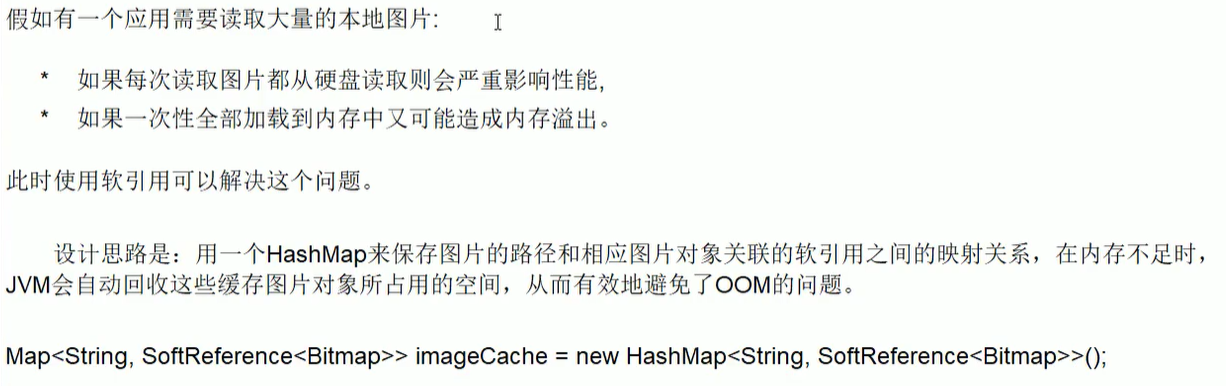 假如有一个应用需要读取大量的本地图片:
* 如果每次读取图片都从硬盘读取则会严重影响性能,
* 如果一次性全部加载到内存中又可能造成内存溢出。
此时使用软引用可以解决这个问题。
设计思路是：用一个HashMap来保存图片的路径和相应图片对象关联的软引用之间的映射关系，在内存不足时，
JVM会自动回收这些缓存图片对象所占用的空间，从而有效地避免了OOM的问题。
Map<String, SoftReference<Bitmap>> imageCache = new HashMap<String, SoftReference<Bitmap>>();